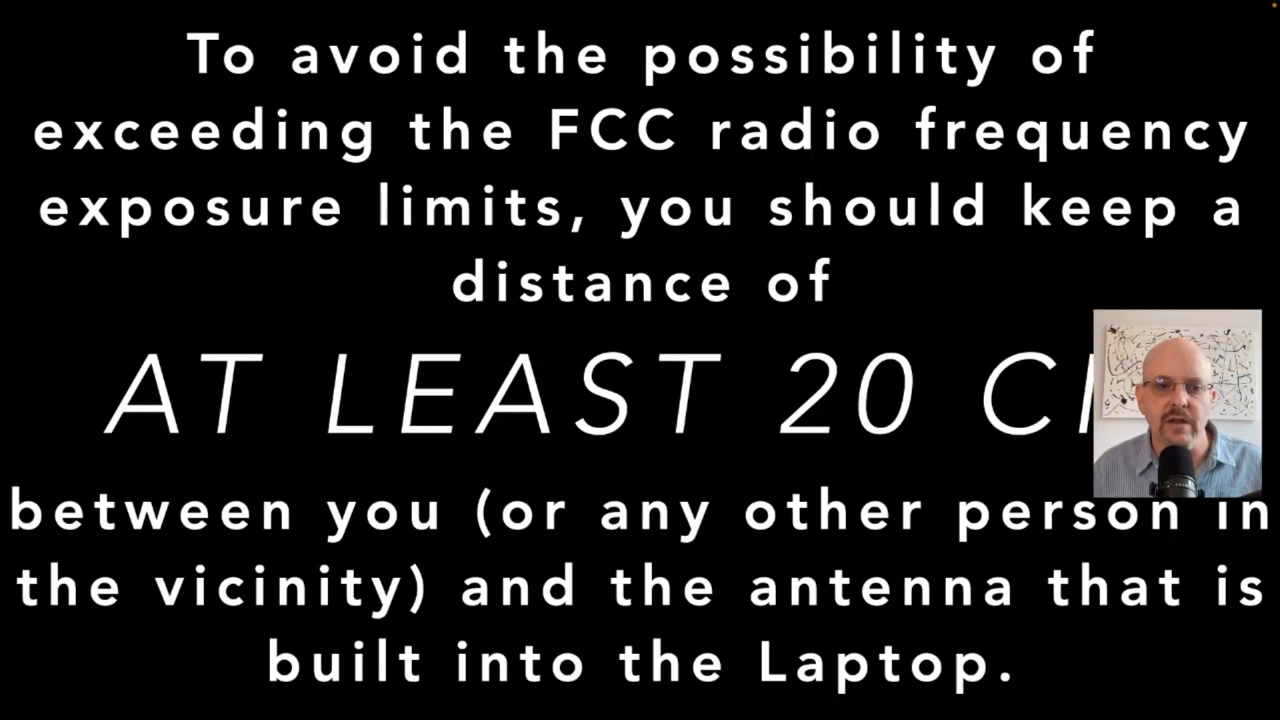 To avoid the possibility of
exceeding the FCC radio frequency
exposure limits, you should keep a
distance of
AT LEAST 20
between you (or any other person in
the vicinity) and the antenna that is
built into the Laptop.